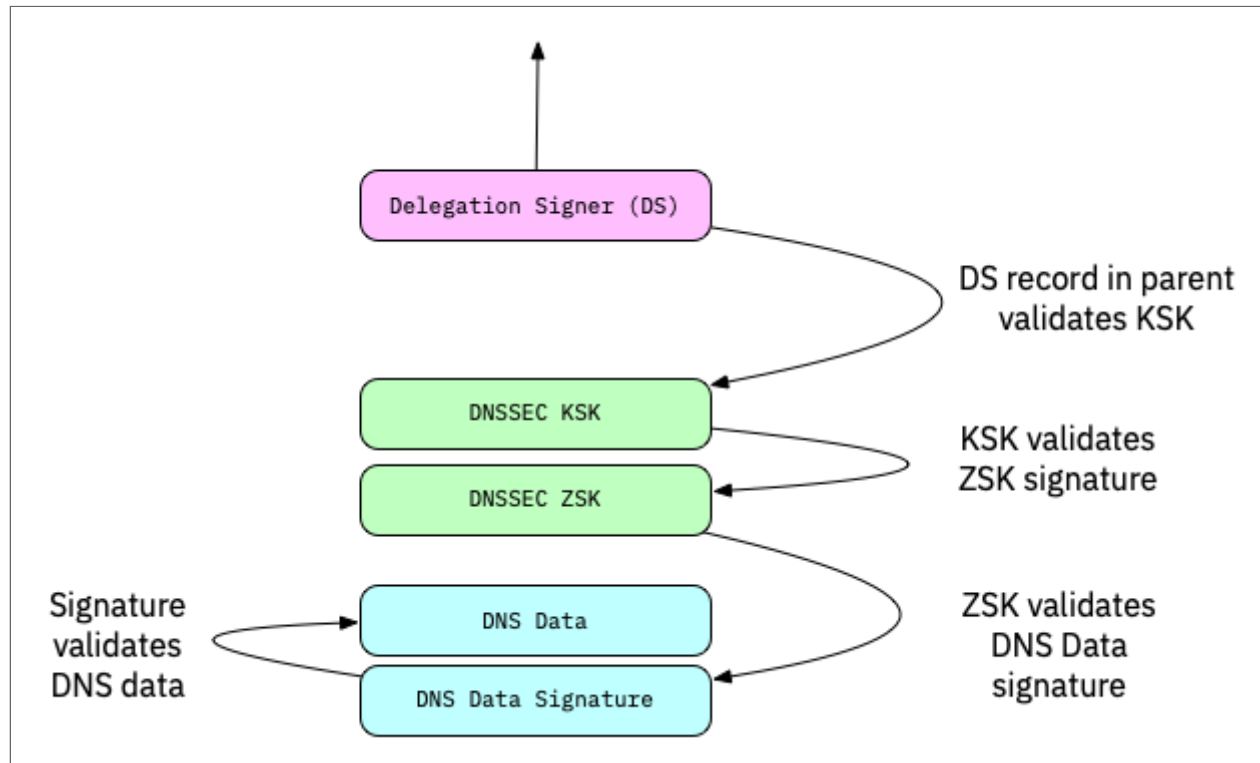 Delegation Signer (DS)
DS record in parent
validates KSK
DNSSEC KSK
KSK validates
ZSK signature
DNSSEC ZSK
Signature
validates
DNS data
DNS Data
ZSK validates
DNS Data
signature
DNS Data Signature